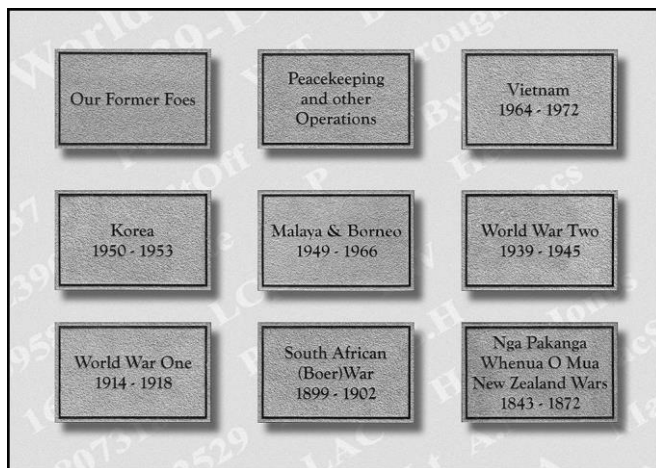 Our Former Foes
Peacekeeping
and other
Operations
Vietnam
1964 - 1972
Korea
1950 - 1953
Malaya & Borneo
1949 - 1966
World War Two
1939 - 1945
World War One
1914 - 1918
South African
(Boer)War
1899 - 1902
Nga Pakanga
Whenua O Mua
New Zealand Wars
1843 - 1872